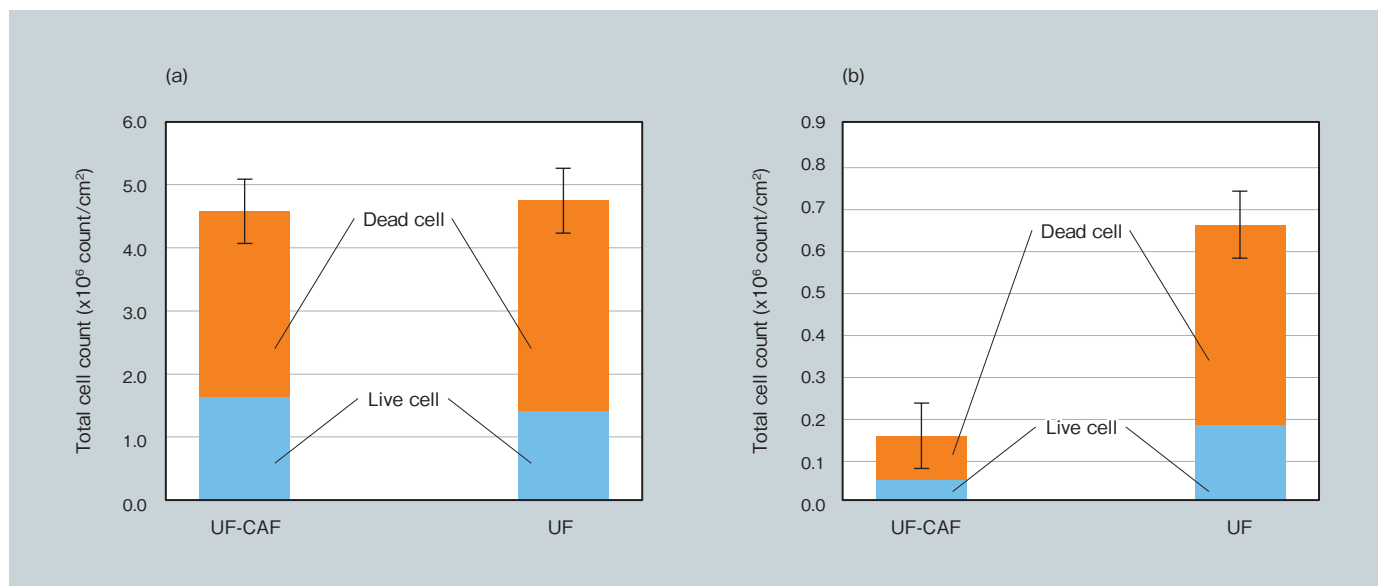 (a)
Total cell count (x10⁶ count/cm²)
6.0
5.0
4.0
3.0
2.0
1.0
0.0
Dead cell
Live cell
UF-CAF
UF
(b)
Total cell count (x10⁶ count/cm²)
0.9
0.8
0.7
0.6
0.5
0.4
0.3
0.2
0.1
0.0
Dead cell
Live cell
UF-CAF
UF